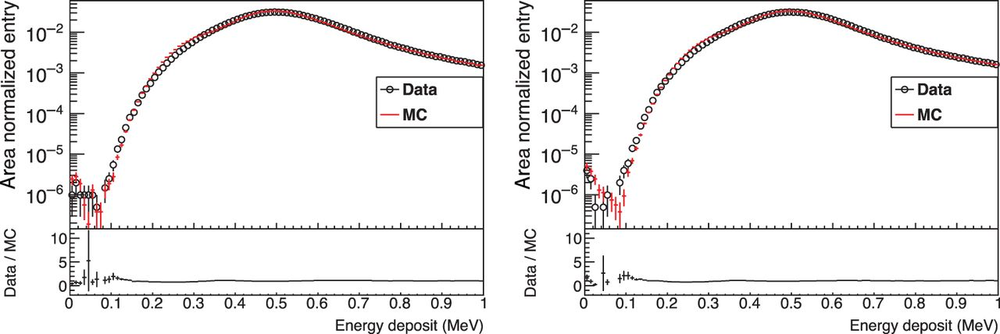 Area normalized entry
10−2
10−3
10−4
10−5
10−6
Data
MC
Data / MC
10
5
0
0 0.1 0.2 0.3 0.4 0.5 0.6 0.7 0.8 0.9 1
Energy deposit (MeV)
Area normalized entry
10−2
10−3
10−4
10−5
10−6
Data
MC
Data / MC
10
5
0
0 0.1 0.2 0.3 0.4 0.5 0.6 0.7 0.8 0.9 1
Energy deposit (MeV)